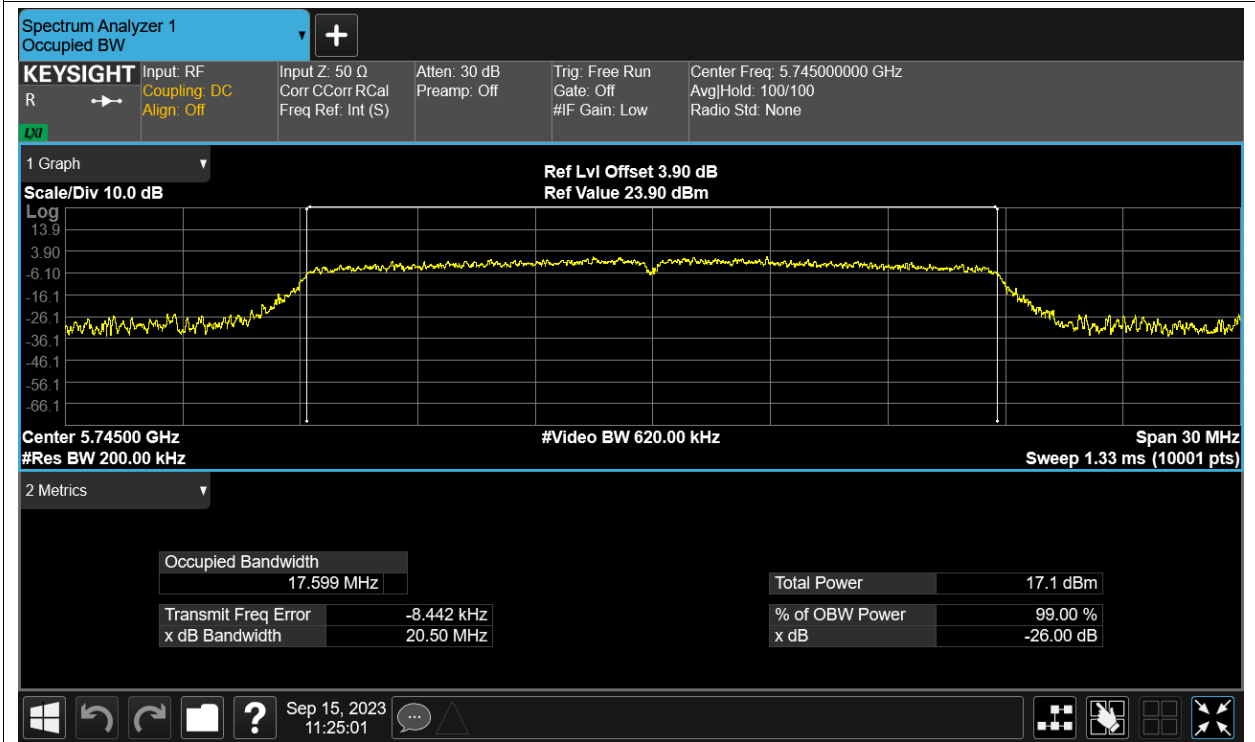 Spectrum Analyzer 1
Occupied BW
KEYSIGHT
R
LXI
Input: RF
Coupling: DC
Align: Off
Input Z: 50 Ω
Corr CCorr RCal
Freq Ref: Int (S)
Atten: 30 dB
Preamp: Off
Trig: Free Run
Gate: Off
#IF Gain: Low
Center Freq: 5.745000000 GHz
Avg|Hold: 100/100
Radio Std: None
1 Graph
Scale/Div 10.0 dB
Ref Lvl Offset 3.90 dB
Ref Value 23.90 dBm
Log
13.9
3.90
-6.10
-16.1
-26.1
-36.1
-46.1
-56.1
-66.1
Center 5.74500 GHz
#Res BW 200.00 kHz
#Video BW 620.00 kHz
Span 30 MHz
Sweep 1.33 ms (10001 pts)
2 Metrics
Occupied Bandwidth
17.599 MHz
Transmit Freq Error -8.442 kHz
x dB Bandwidth 20.50 MHz
Total Power 17.1 dBm
% of OBW Power 99.00 %
x dB -26.00 dB
?
Sep 15, 2023
11:25:01